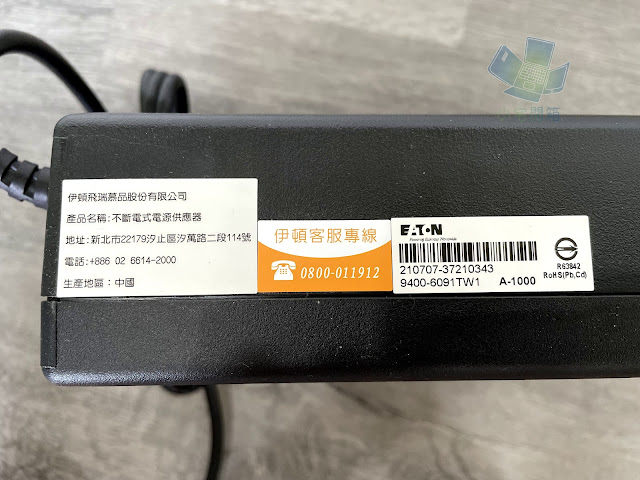 伊頓飛瑞慕品股份有限公司
產品名稱:不斷電式電源供應器
地址:新北市22179汐止區汐萬路二段114號
電話:+886 02 6614-2000
生產地區:中國
伊頓客服專線
0800-011912
EATON
Powering Business Worldwide
210707-37210343
9400-6091TW1 A-1000
R63842
RoHS(Pb,Cd)